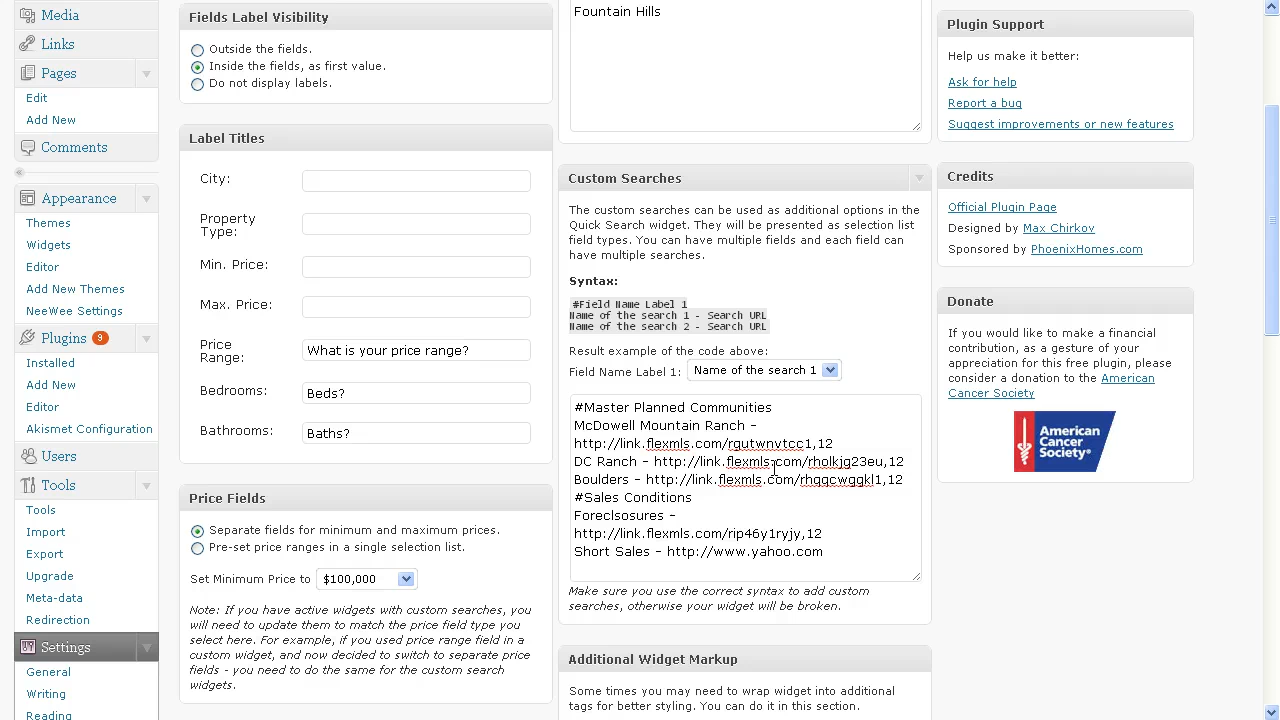 Media
Links
Pages
Edit
Add New
Comments
Appearance
Themes
Widgets
Editor
Add New Themes
NeeWee Settings
Plugins 9
Installed
Add New
Editor
Akismet Configuration
Users
Tools
Tools
Import
Export
Upgrade
Meta-data
Redirection
Settings
General
Writing
Reading
Fields Label Visibility
Outside the fields.
Inside the fields, as first value.
Do not display labels.
Label Titles
City:
Property
Type:
Min. Price:
Max. Price:
Price
Range:
What is your price range?
Bedrooms:
Beds?
Bathrooms:
Baths?
Price Fields
Separate fields for minimum and maximum prices.
Pre-set price ranges in a single selection list.
Set Minimum Price to $100,000
Note: If you have active widgets with custom searches, you
will need to update them to match the price field type you
select here. For example, if you used price range field in a
custom widget, and now decided to switch to separate price
fields - you need to do the same for the custom search
widgets.
Fountain Hills
Custom Searches
The custom searches can be used as additional options in the
Quick Search widget. They will be presented as selection list
field types. You can have multiple fields and each field can
have multiple searches.
Syntax:
#Field Name Label 1
Name of the search 1 - Search URL
Name of the search 2 - Search URL
Result example of the code above:
Field Name Label 1: Name of the search 1
#Master Planned Communities
McDowell Mountain Ranch -
http://link.flexmls.com/rgutwnvtcc1,12
DC Ranch - http://link.flexmls.com/rholkjg23eu,12
Boulders - http://link.flexmls.com/rhqqcwggkl1,12
#Sales Conditions
Foreclsosures -
http://link.flexmls.com/rip46y1ryjy,12
Short Sales - http://www.yahoo.com
Make sure you use the correct syntax to add custom
searches, otherwise your widget will be broken.
Additional Widget Markup
Some times you may need to wrap widget into additional
tags for better styling. You can do it in this section.
Plugin Support
Help us make it better:
Ask for help
Report a bug
Suggest improvements or new features
Credits
Official Plugin Page
Designed by Max Chirkov
Sponsored by PhoenixHomes.com
Donate
If you would like to make a financial
contribution, as a gesture of your
appreciation for this free plugin, please
consider a donation to the American
Cancer Society
American
Cancer
Society®